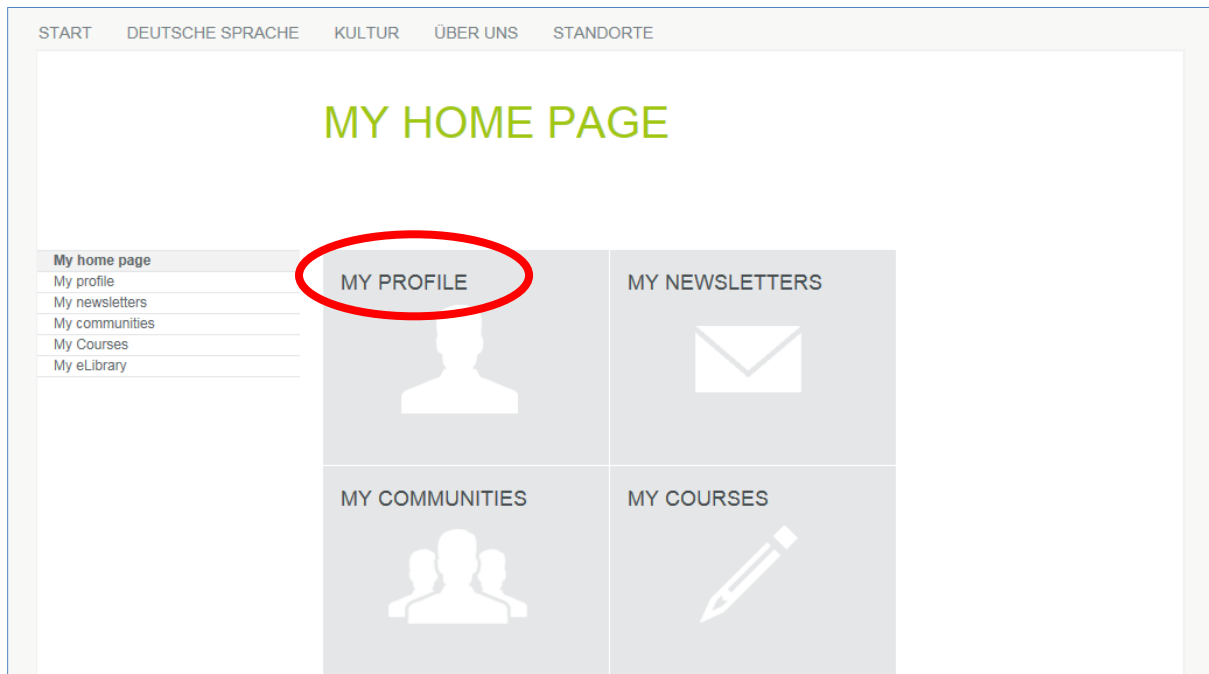 START DEUTSCHE SPRACHE KULTUR ÜBER UNS STANDORTE
MY HOME PAGE
My home page
My profile
My newsletters
My communities
My Courses
My eLibrary
MY PROFILE
MY NEWSLETTERS
MY COMMUNITIES
MY COURSES